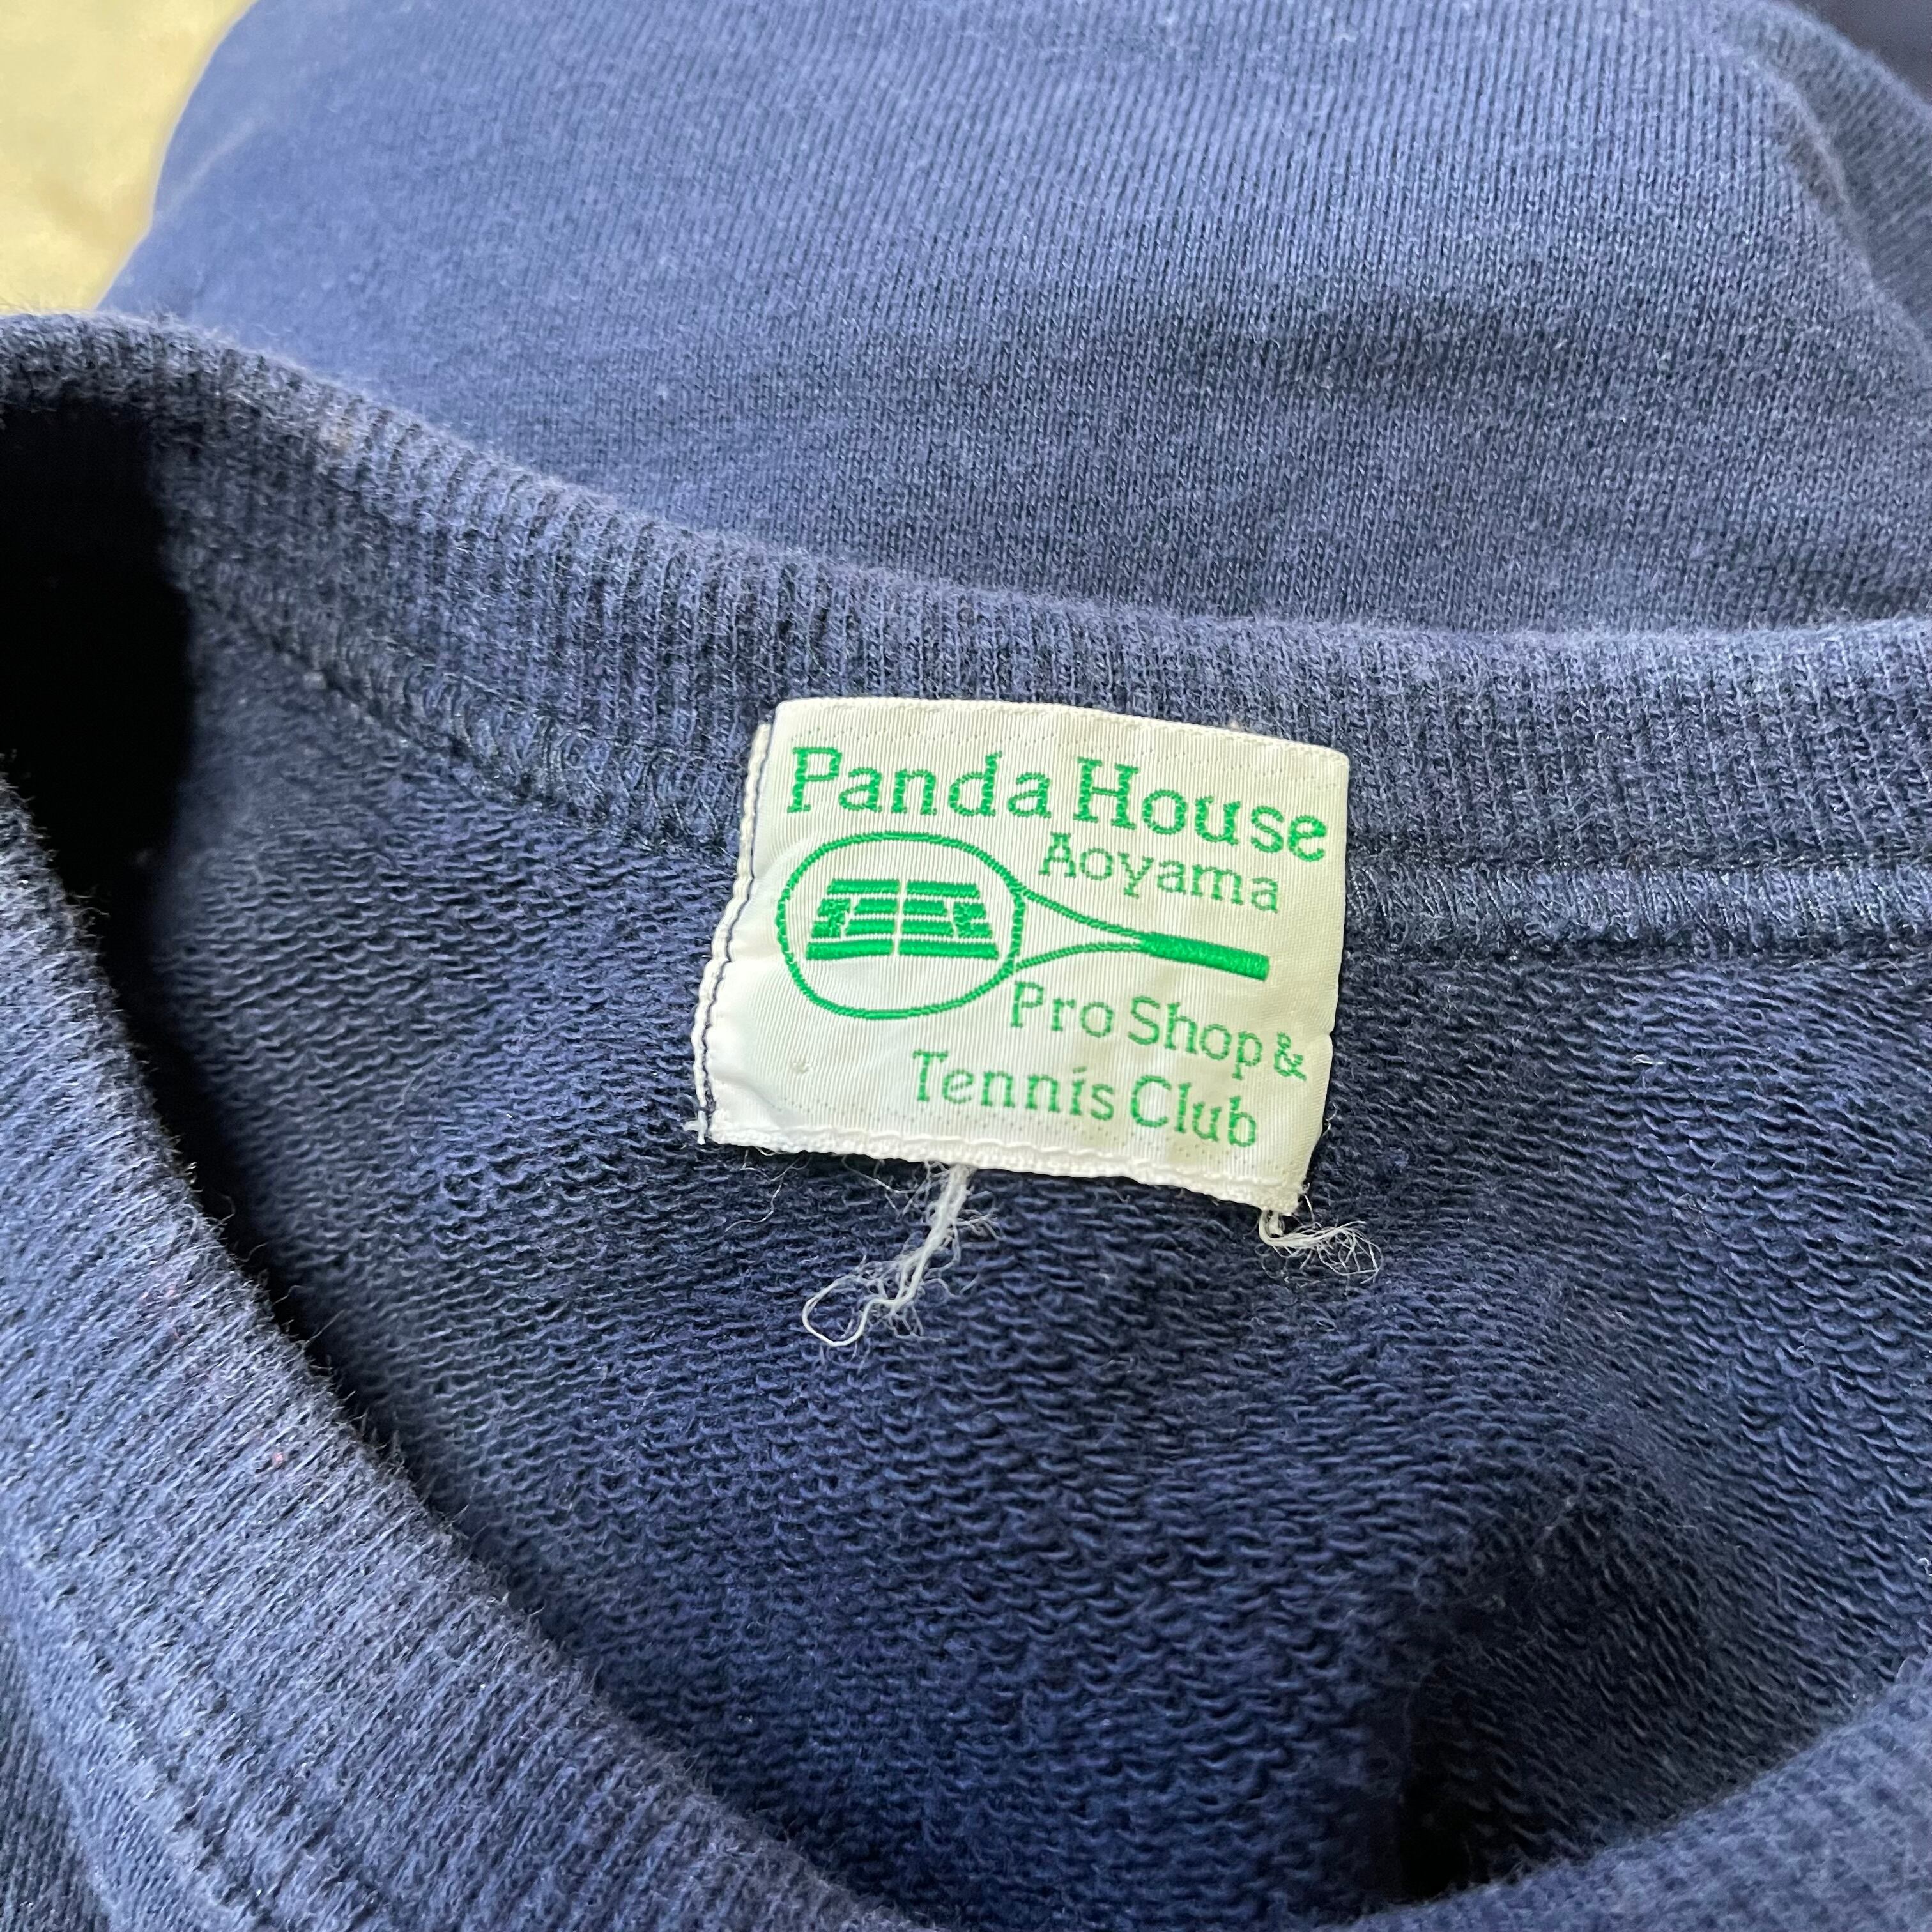 Panda House
Aoyama
Pro Shop &
Tennis Club